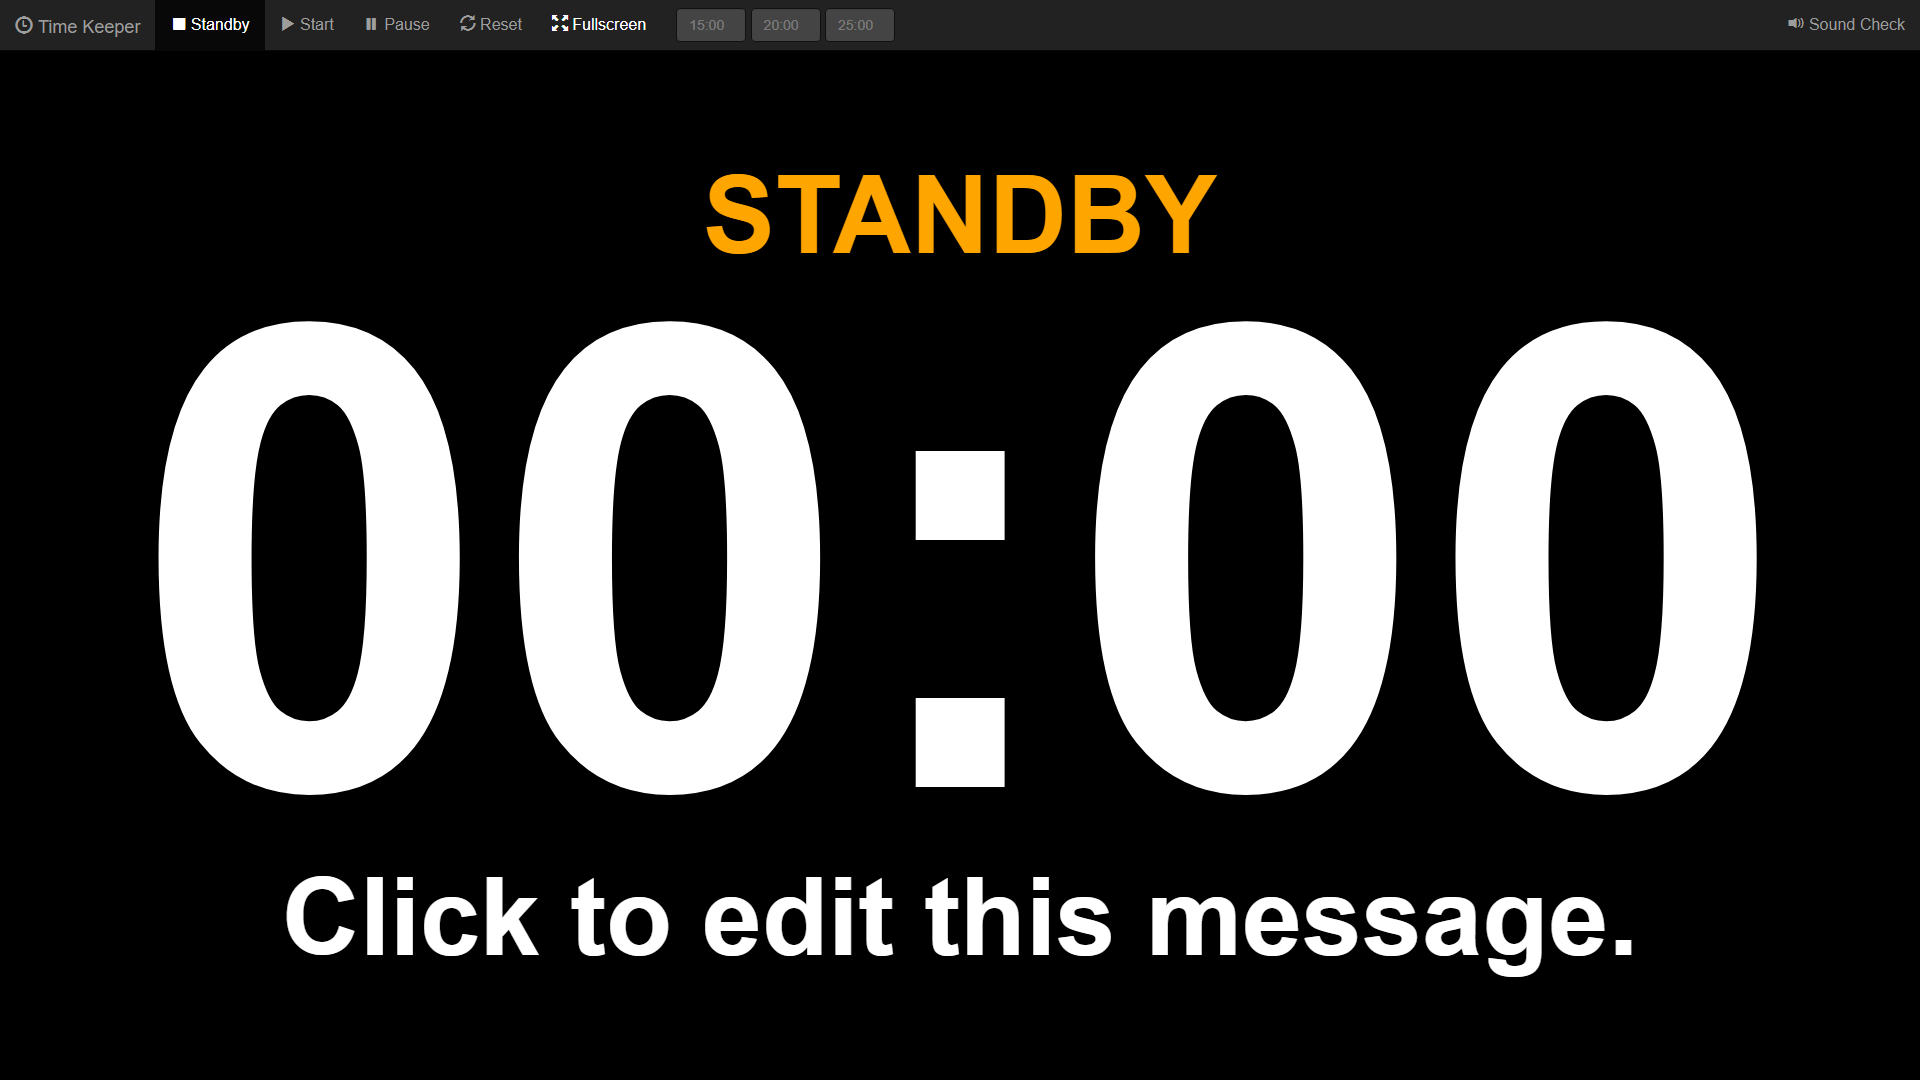 Time Keeper Standby Start Pause Reset Fullscreen 15:00 20:00 25:00 Sound Check
STANDBY
00:00
Click to edit this message.